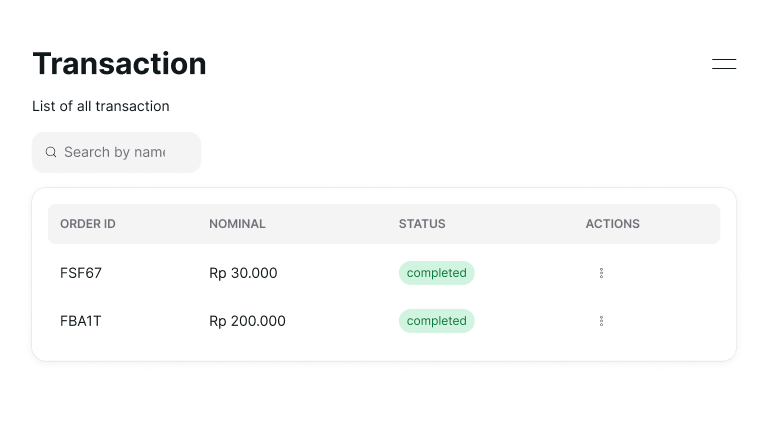 Transaction
List of all transaction
Search by name
ORDER ID NOMINAL STATUS ACTIONS
FSF67 Rp 30.000 completed
FBA1T Rp 200.000 completed